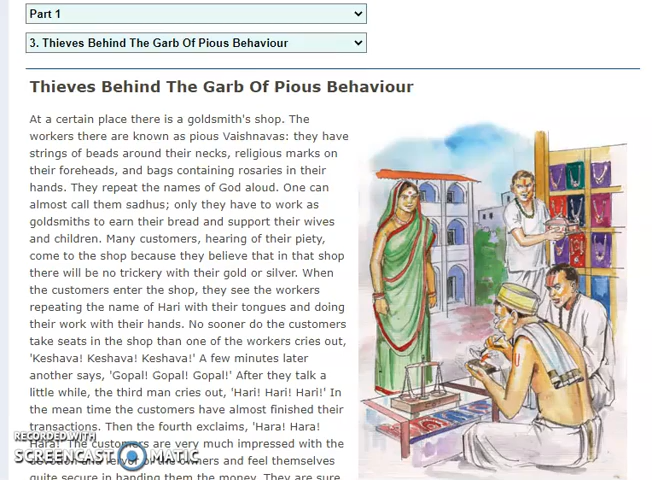 Part 1
3. Thieves Behind The Garb Of Pious Behaviour
Thieves Behind The Garb Of Pious Behaviour
At a certain place there is a goldsmith's shop. The
workers there are known as pious Vaishnavas: they have
strings of beads around their necks, religious marks on
their foreheads, and bags containing rosaries in their
hands. They repeat the names of God aloud. One can
almost call them sadhus; only they have to work as
goldsmiths to earn their bread and support their wives
and children. Many customers, hearing of their piety,
come to the shop because they believe that in that shop
there will be no trickery with their gold or silver. When
the customers enter the shop, they see the workers
repeating the name of Hari with their tongues and doing
their work with their hands. No sooner do the customers
take seats in the shop than one of the workers cries out,
'Keshava! Keshava! Keshava!' A few minutes later
another says, 'Gopal! Gopal! Gopal!' After they talk a
little while, the third man cries out, 'Hari! Hari! Hari!' In
the mean time the customers have almost finished their
transactions. Then the fourth exclaims, 'Hara! Hara!
Hara!' The customers are very much impressed with the
devotion and fervor of the owners and feel themselves
quite secure in handing them the money. They are sure
RECORDED WITH
SCREENCAST MATIC